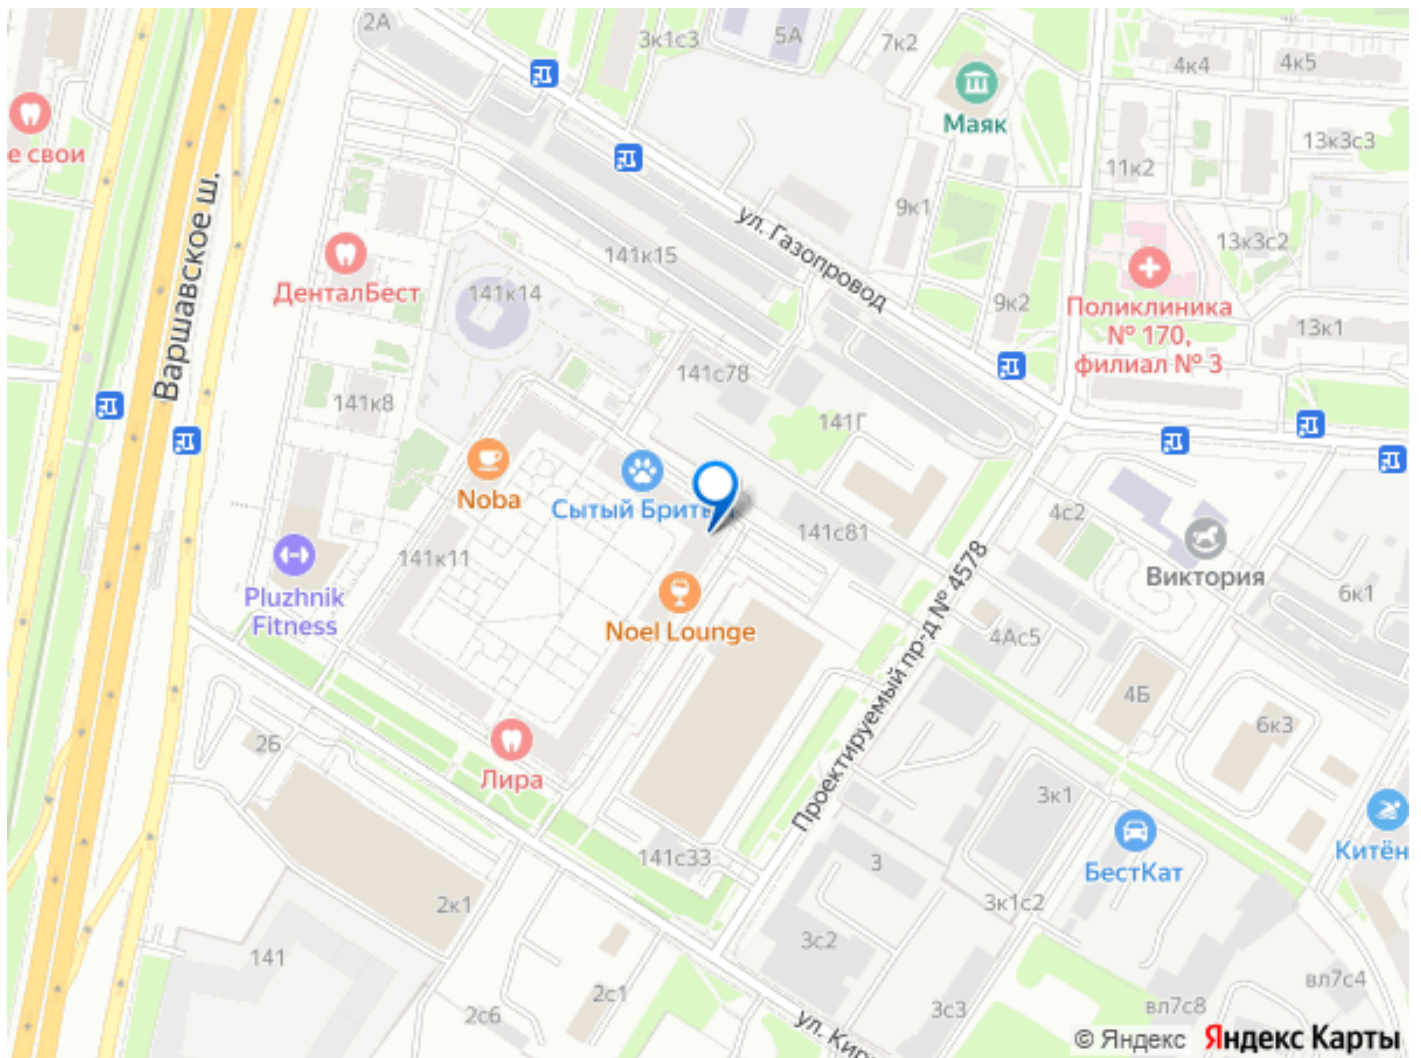 2А
3к1с3
5А
7к2
4к4
4к5
Маяк
13к3с3
е свои
11к2
Варшавское ш.
ул. Газопровод
9к1
13к3с2
141к15
ДенталБест
141к14
9к2
Поликлиника
№ 170,
филиал № 3
13к1
141с78
141к8
141Г
Noba
Сытый Брит
141с81
4с2
141к11
Виктория
Pluzhnik
Fitness
6к1
Noel Lounge
4Ас5
Проектируемый пр-д № 4578
4Б
6к3
2Б
Лира
3к1
Китён
141с33
3
БестКат
2к1
3к1с2
141
3с2
2с1
вл7с4
2с6
3с3
вл7с8
ул. Кир
© Яндекс Яндекс Карты